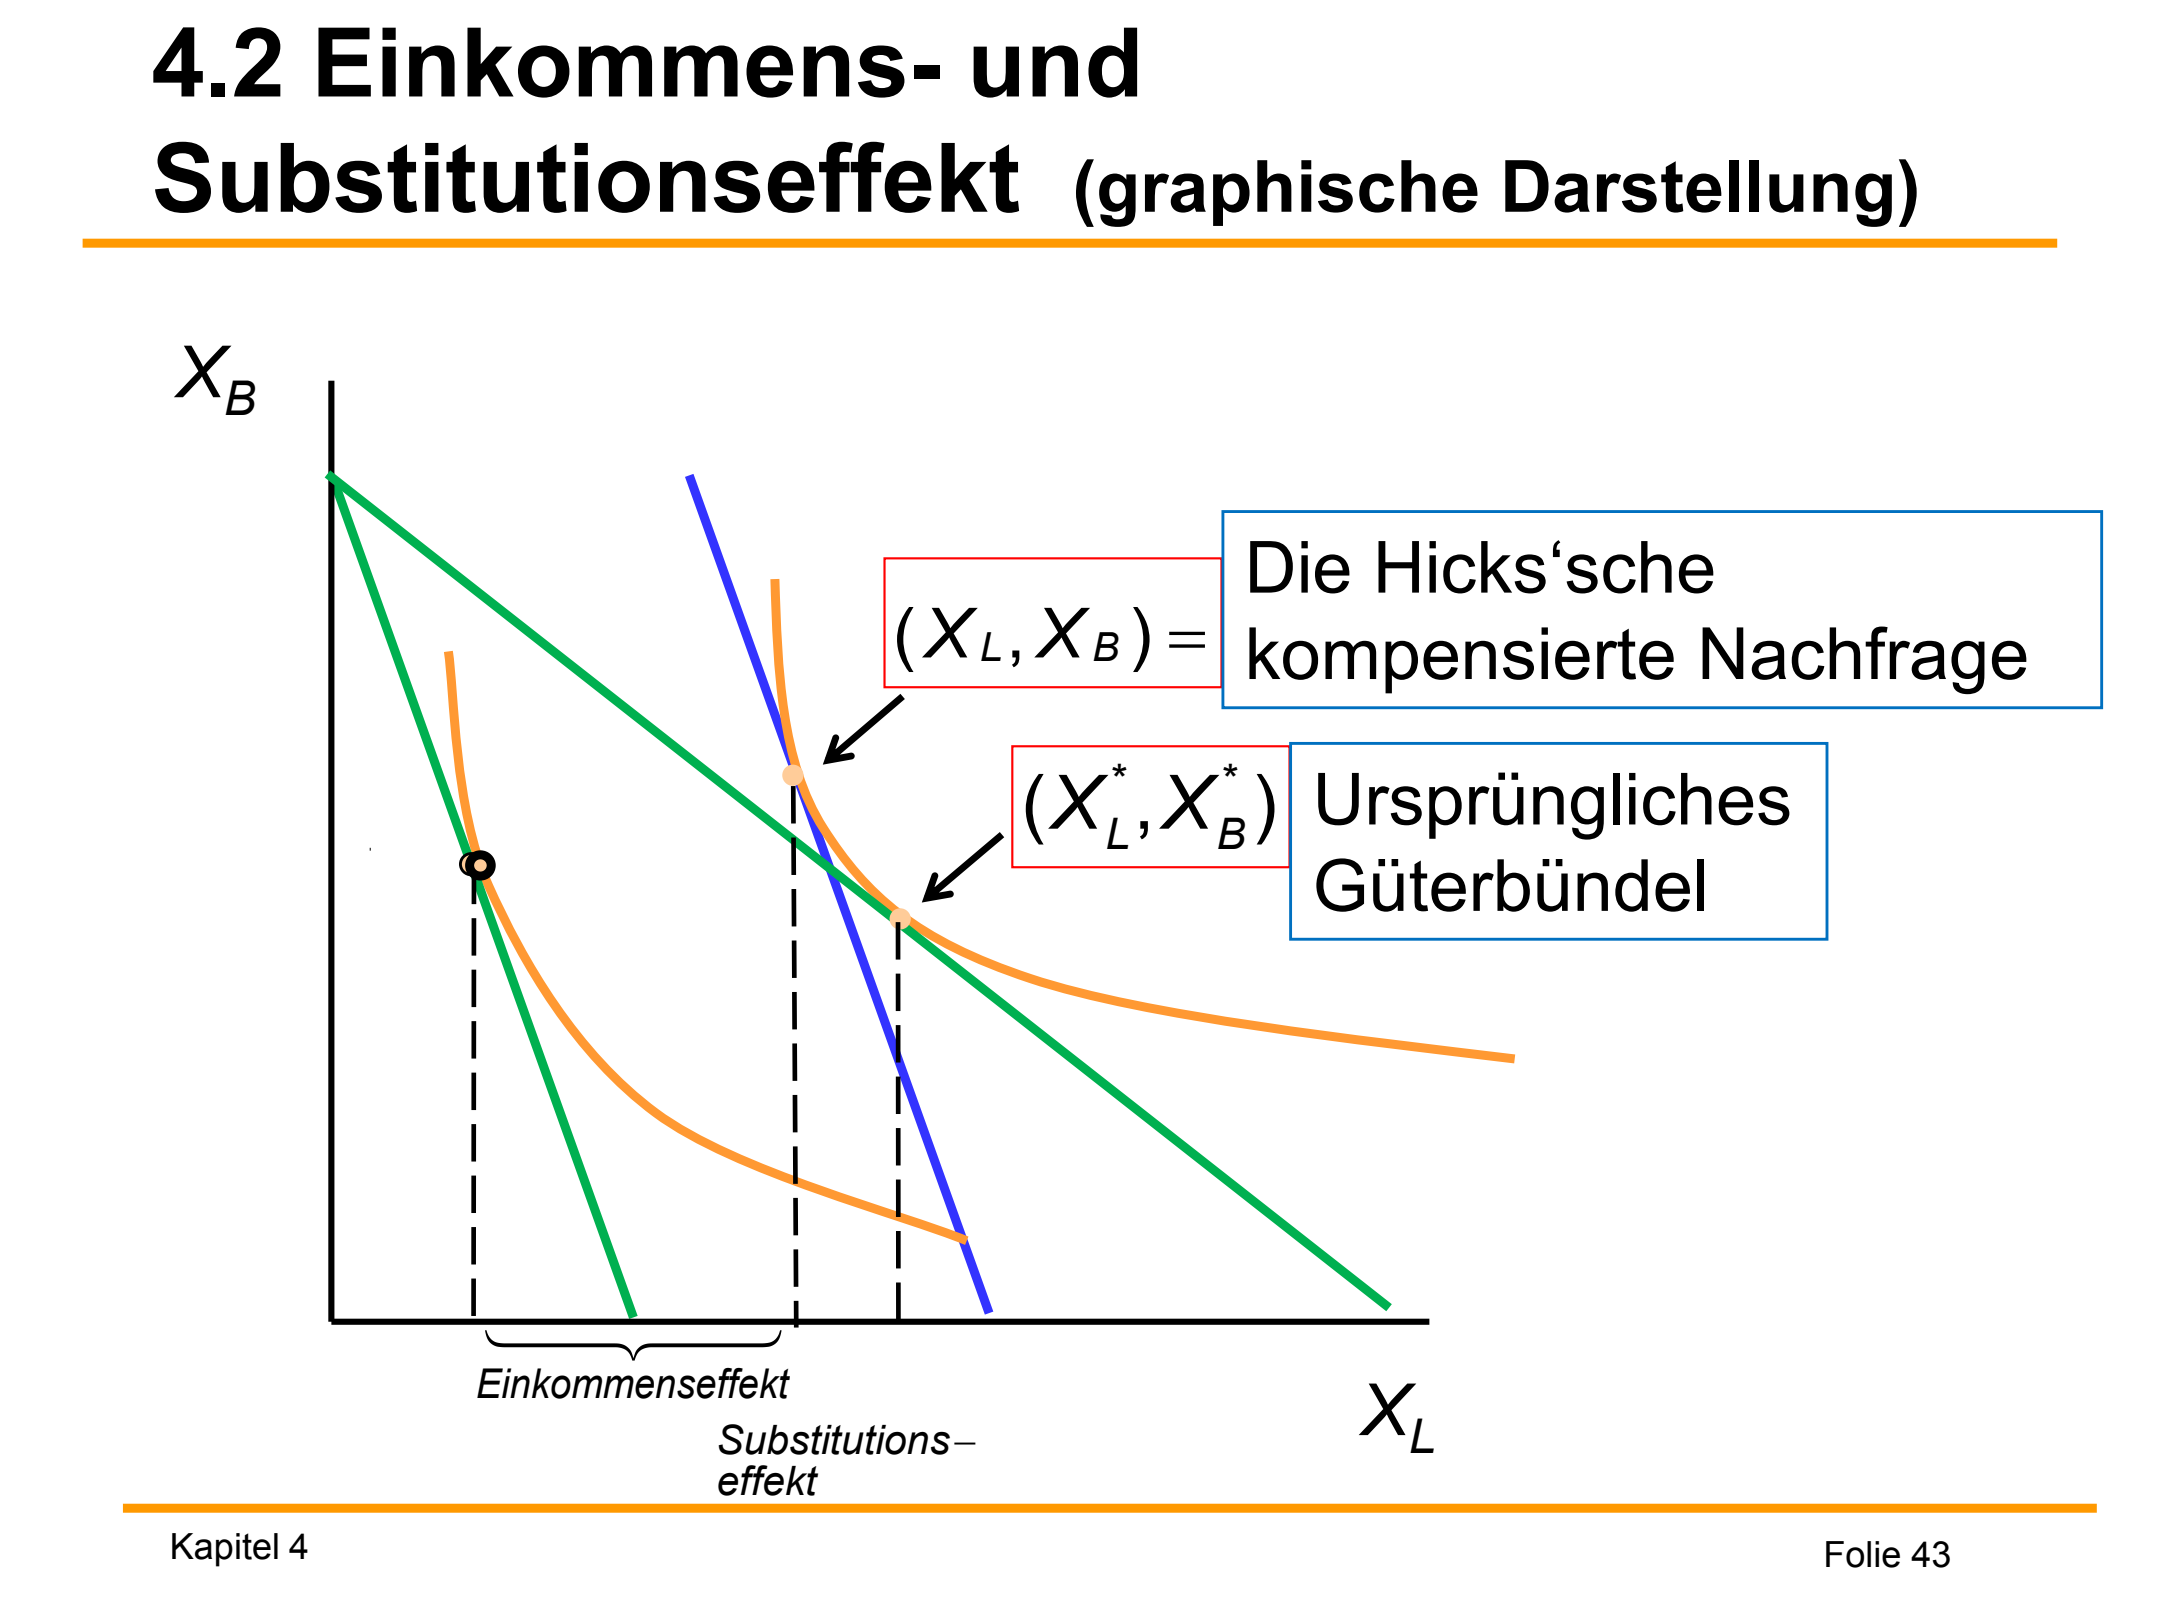 4.2 Einkommens- und
Substitutionseffekt (graphische Darstellung)
X_B
Die Hicks‘sche
kompensierte Nachfrage
(X_L, X_B) =
(X_L^*, X_B^*)
Ursprüngliches
Güterbündel
Einkommenseffekt
X_L
Substitutions–
effekt
Kapitel 4
Folie 43